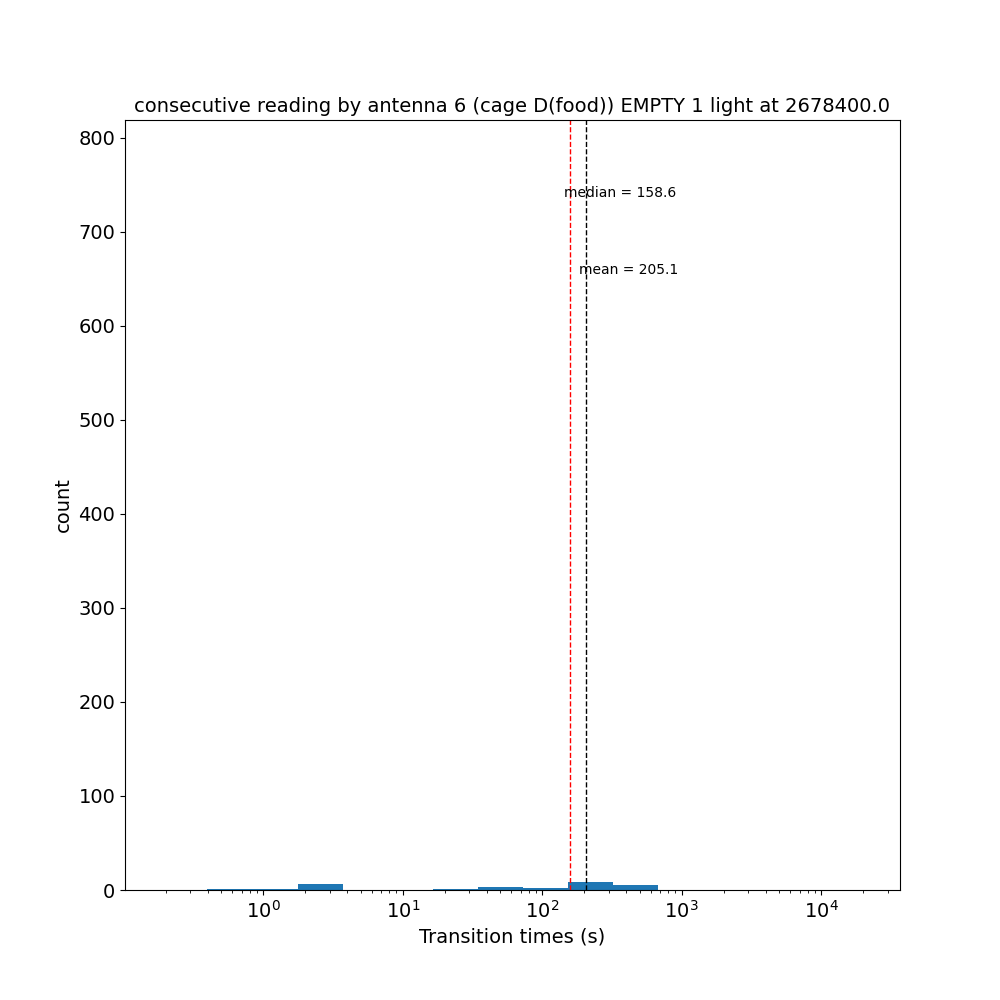 consecutive reading by antenna 6 (cage D(food)) EMPTY 1 light at 2678400.0
800
median = 158.6
700
mean = 205.1
600
500
count
400
300
200
100
0
10⁰ 10¹ 10² 10³ 10⁴
Transition times (s)